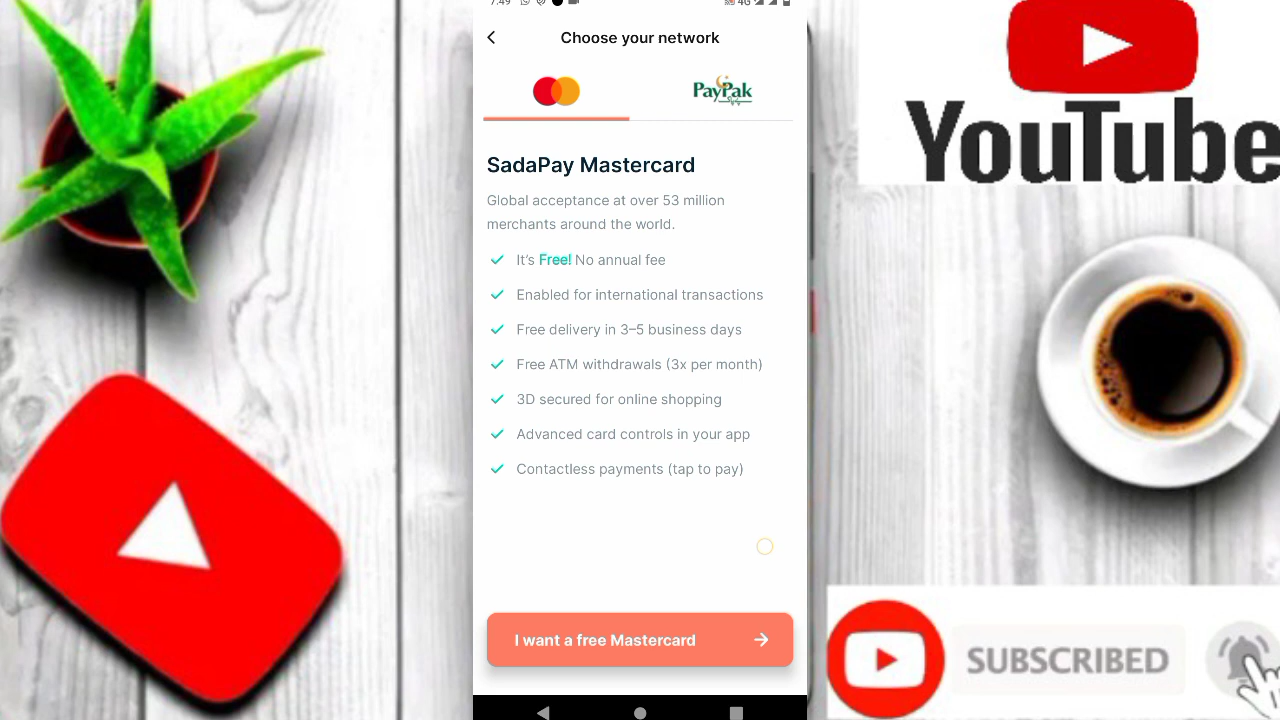 7:49
4G
Choose your network
PayPak
SadaPay Mastercard
Global acceptance at over 53 million
merchants around the world.
It's Free! No annual fee
Enabled for international transactions
Free delivery in 3–5 business days
Free ATM withdrawals (3x per month)
3D secured for online shopping
Advanced card controls in your app
Contactless payments (tap to pay)
I want a free Mastercard
YouTube
SUBSCRIBED